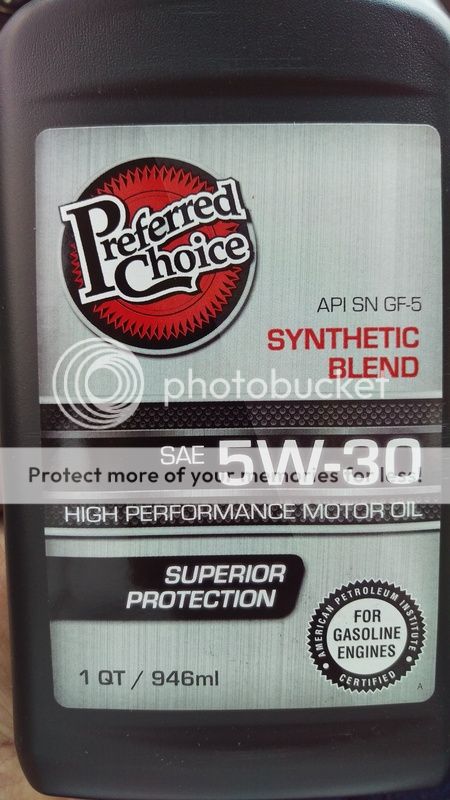 Preferred
Choice
API SN GF-5
SYNTHETIC
BLEND
photobucket
SAE 5W-30
Protect more of your memories for less!
HIGH PERFORMANCE MOTOR OIL
SUPERIOR
PROTECTION
AMERICAN PETROLEUM INSTITUTE
FOR
GASOLINE
ENGINES
CERTIFIED
1 QT / 946ml
A